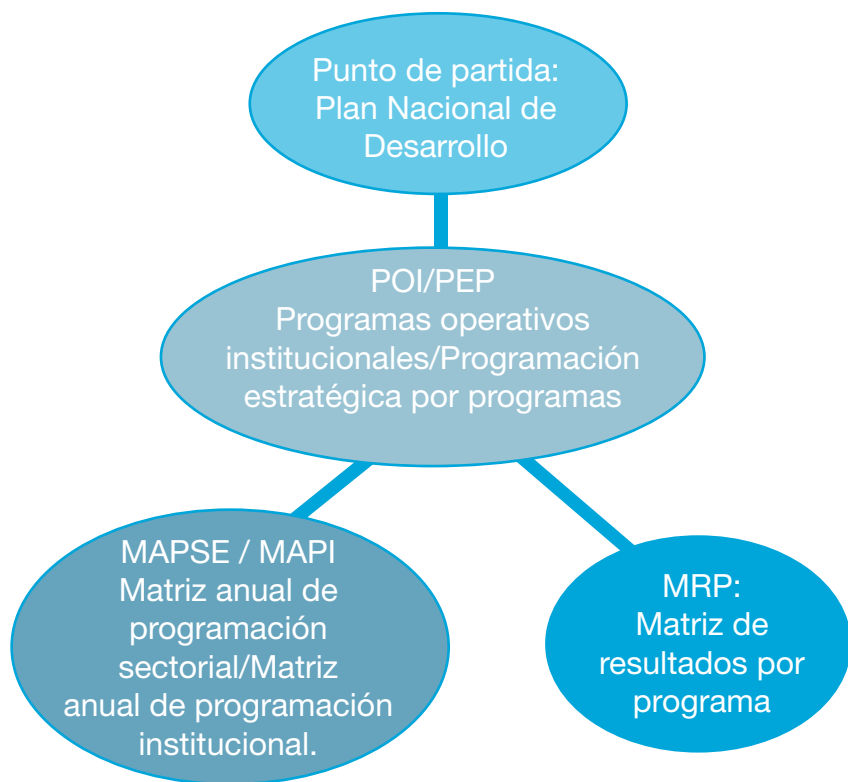 Punto de partida:
Plan Nacional de
Desarrollo
POI/PEP
Programas operativos
institucionales/Programación
estratégica por programas
MAPSE / MAPI
Matriz anual de
programación
sectorial/Matriz
anual de programación
institucional.
MRP:
Matriz de
resultados por
programa